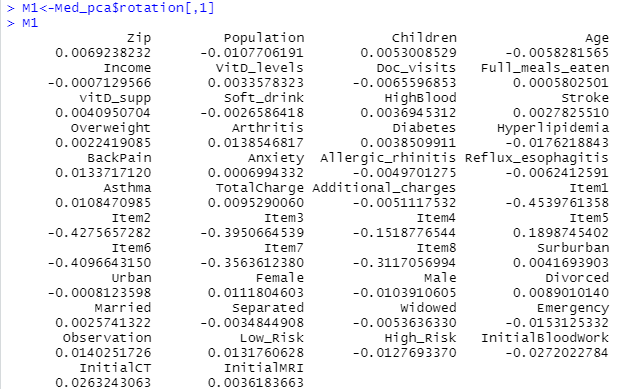 > M1<-Med_pca$rotation[,1]
> M1
Zip Population Children Age
0.0069238232 -0.0107706191 0.0053008529 -0.0058281565
Income VitD_levels Doc_visits Full_meals_eaten
-0.0007129566 0.0033578323 -0.0065596853 0.0005802501
vitD_supp Soft_drink HighBlood Stroke
0.0040950704 -0.0026586418 0.0036945312 0.0027825510
Overweight Arthritis Diabetes Hyperlipidemia
0.0022419085 0.0138546817 0.0038509911 -0.0176218843
BackPain Anxiety Allergic_rhinitis Reflux_esophagitis
0.0133717120 0.0006994332 -0.0049701275 -0.0062412591
Asthma TotalCharge Additional_charges Item1
0.0108470985 0.0095290060 -0.0051117532 -0.4539761358
Item2 Item3 Item4 Item5
-0.4275657282 -0.3950664539 -0.1518776544 0.1898745402
Item6 Item7 Item8 Surburban
-0.4096643150 -0.3563612380 -0.3117056994 0.0041693903
Urban Female Male Divorced
-0.0008123598 0.0111804603 -0.0103910605 0.0089010140
Married Separated Widowed Emergency
0.0025741322 -0.0034844908 -0.0053636330 -0.0153125332
Observation Low_Risk High_Risk InitialBloodWork
0.0140251726 0.0131760628 -0.0127693370 -0.0272022784
InitialCT InitialMRI
0.0263243063 0.0036183663